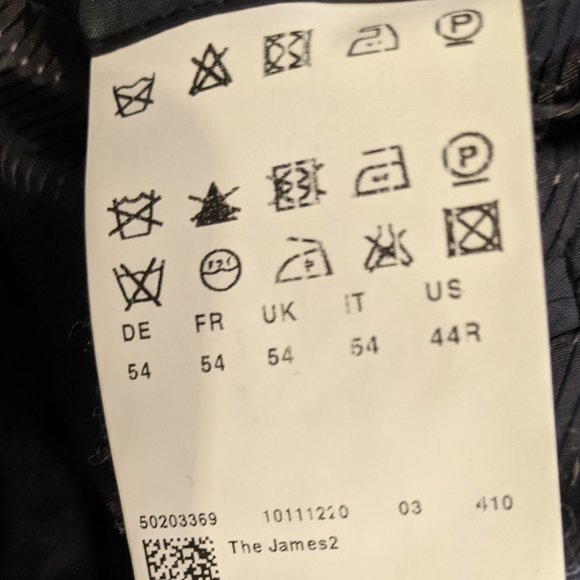 P
P
P
DE FR UK IT US
54 54 54 54 44R
50203369 10111220 03 410
The James2